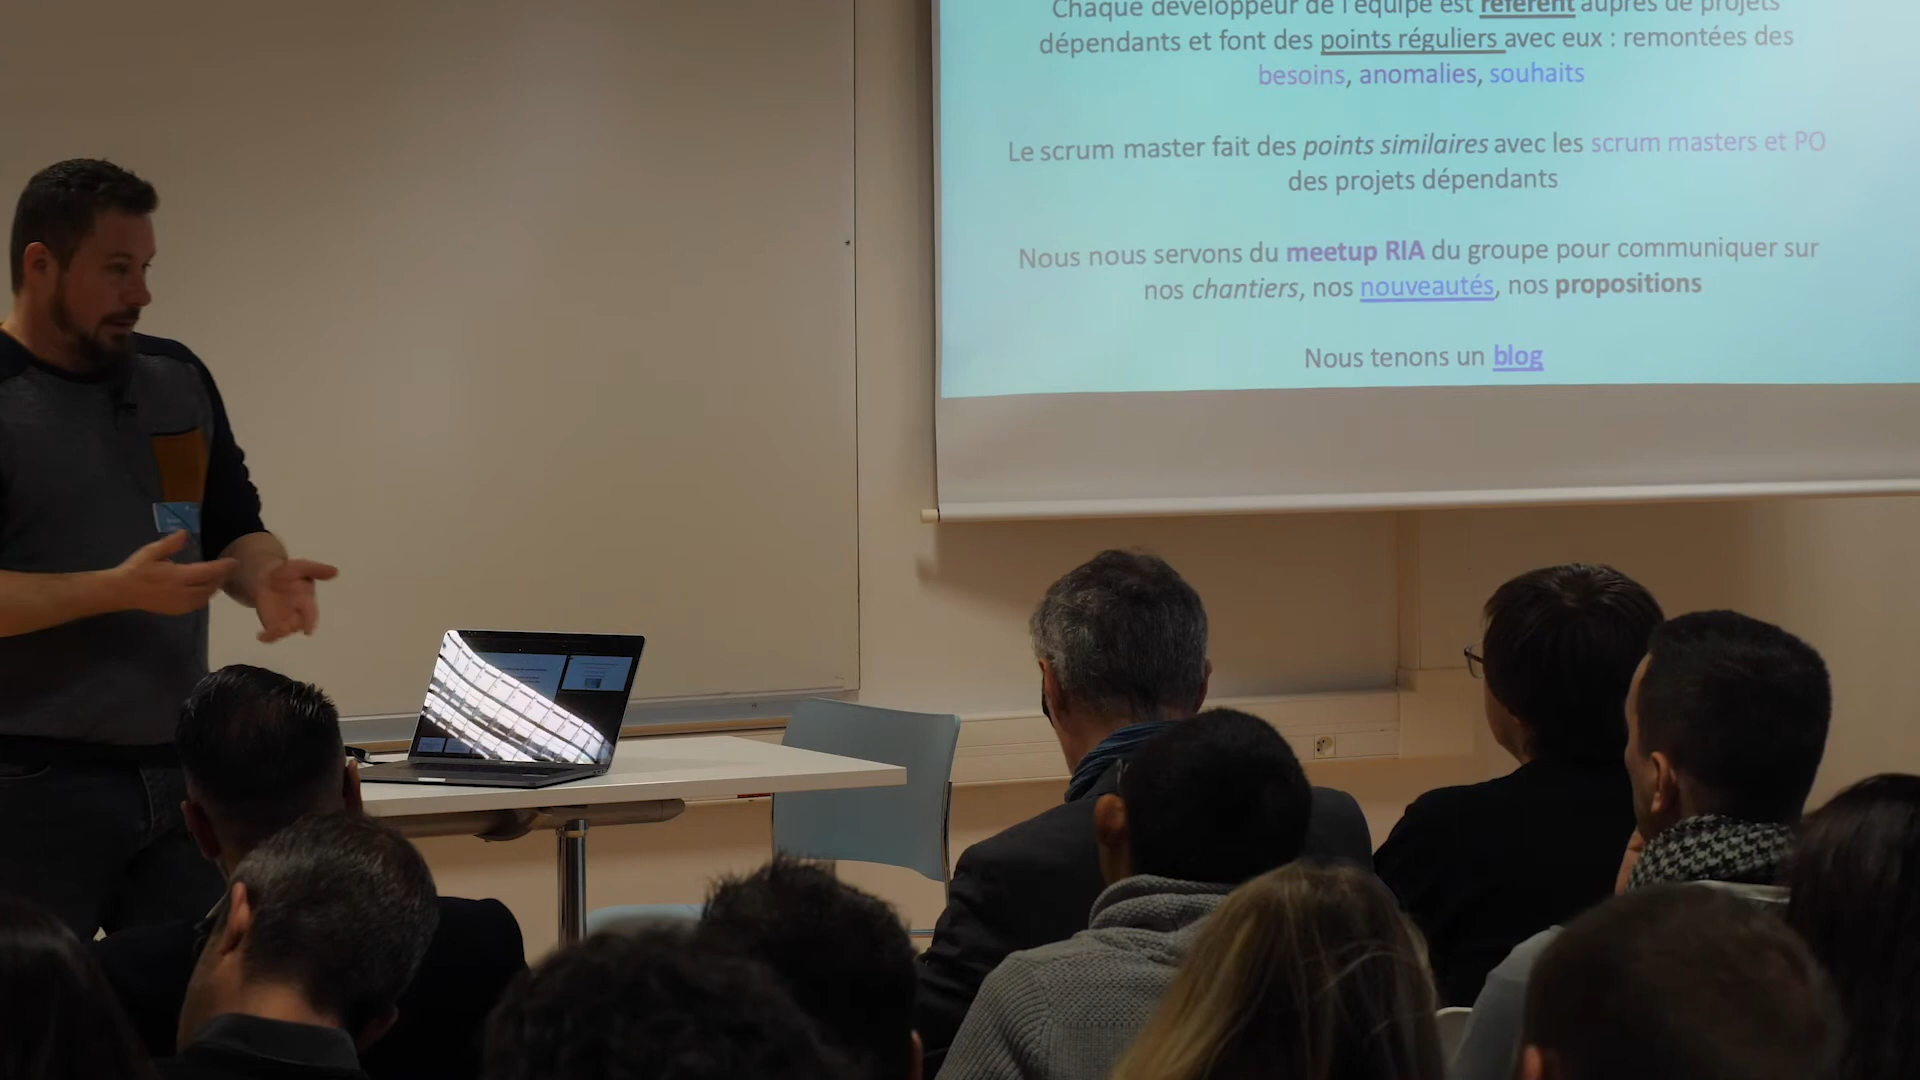 Chaque développeur de l'équipe est référent auprès de projets
dépendants et font des points réguliers avec eux : remontées des
besoins, anomalies, souhaits
Le scrum master fait des points similaires avec les scrum masters et PO
des projets dépendants
Nous nous servons du meetup RIA du groupe pour communiquer sur
nos chantiers, nos nouveautés, nos propositions
Nous tenons un blog